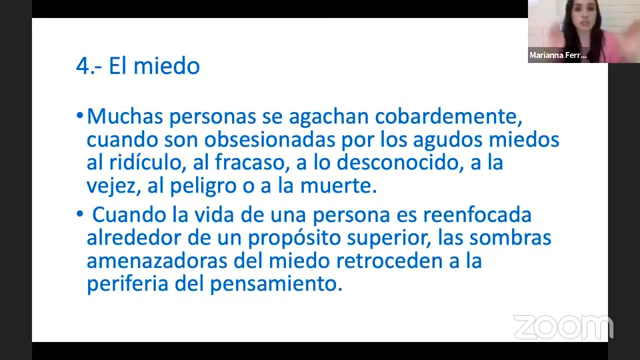 Marianna Ferr...
4.- El miedo
•Muchas personas se agachan cobardemente,
cuando son obsesionadas por los agudos miedos
al ridículo, al fracaso, a lo desconocido, a la
vejez, al peligro o a la muerte.
• Cuando la vida de una persona es reenfocada
alrededor de un propósito superior, las sombras
amenazadoras del miedo retroceden a la
periferia del pensamiento.
zoom